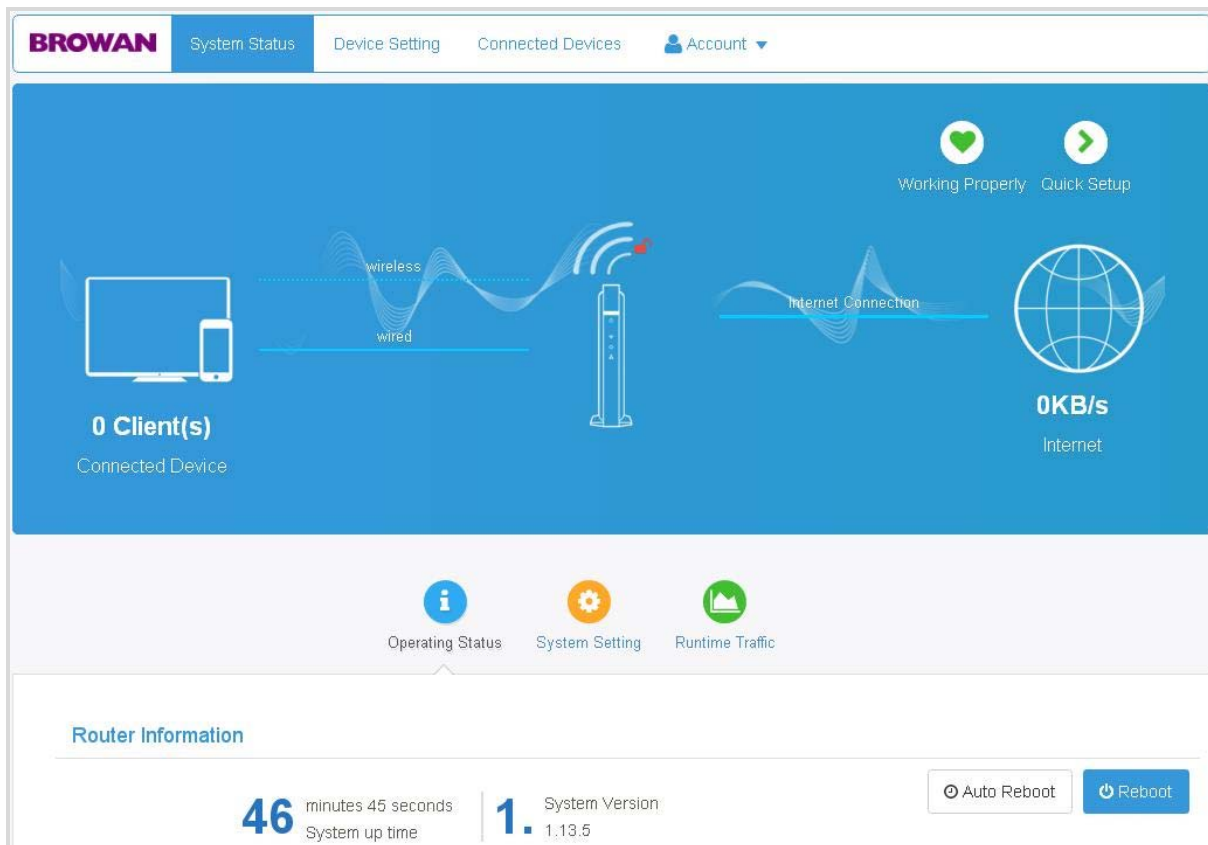 BROWAN System Status Device Setting Connected Devices Account
Working Properly Quick Setup
wireless
Internet Connection
wired
0 Client(s)
Connected Device
0KB/s
Internet
Operating Status System Setting Runtime Traffic
Router Information
46 minutes 45 seconds
System up time
1. System Version
1.13.5
Auto Reboot Reboot